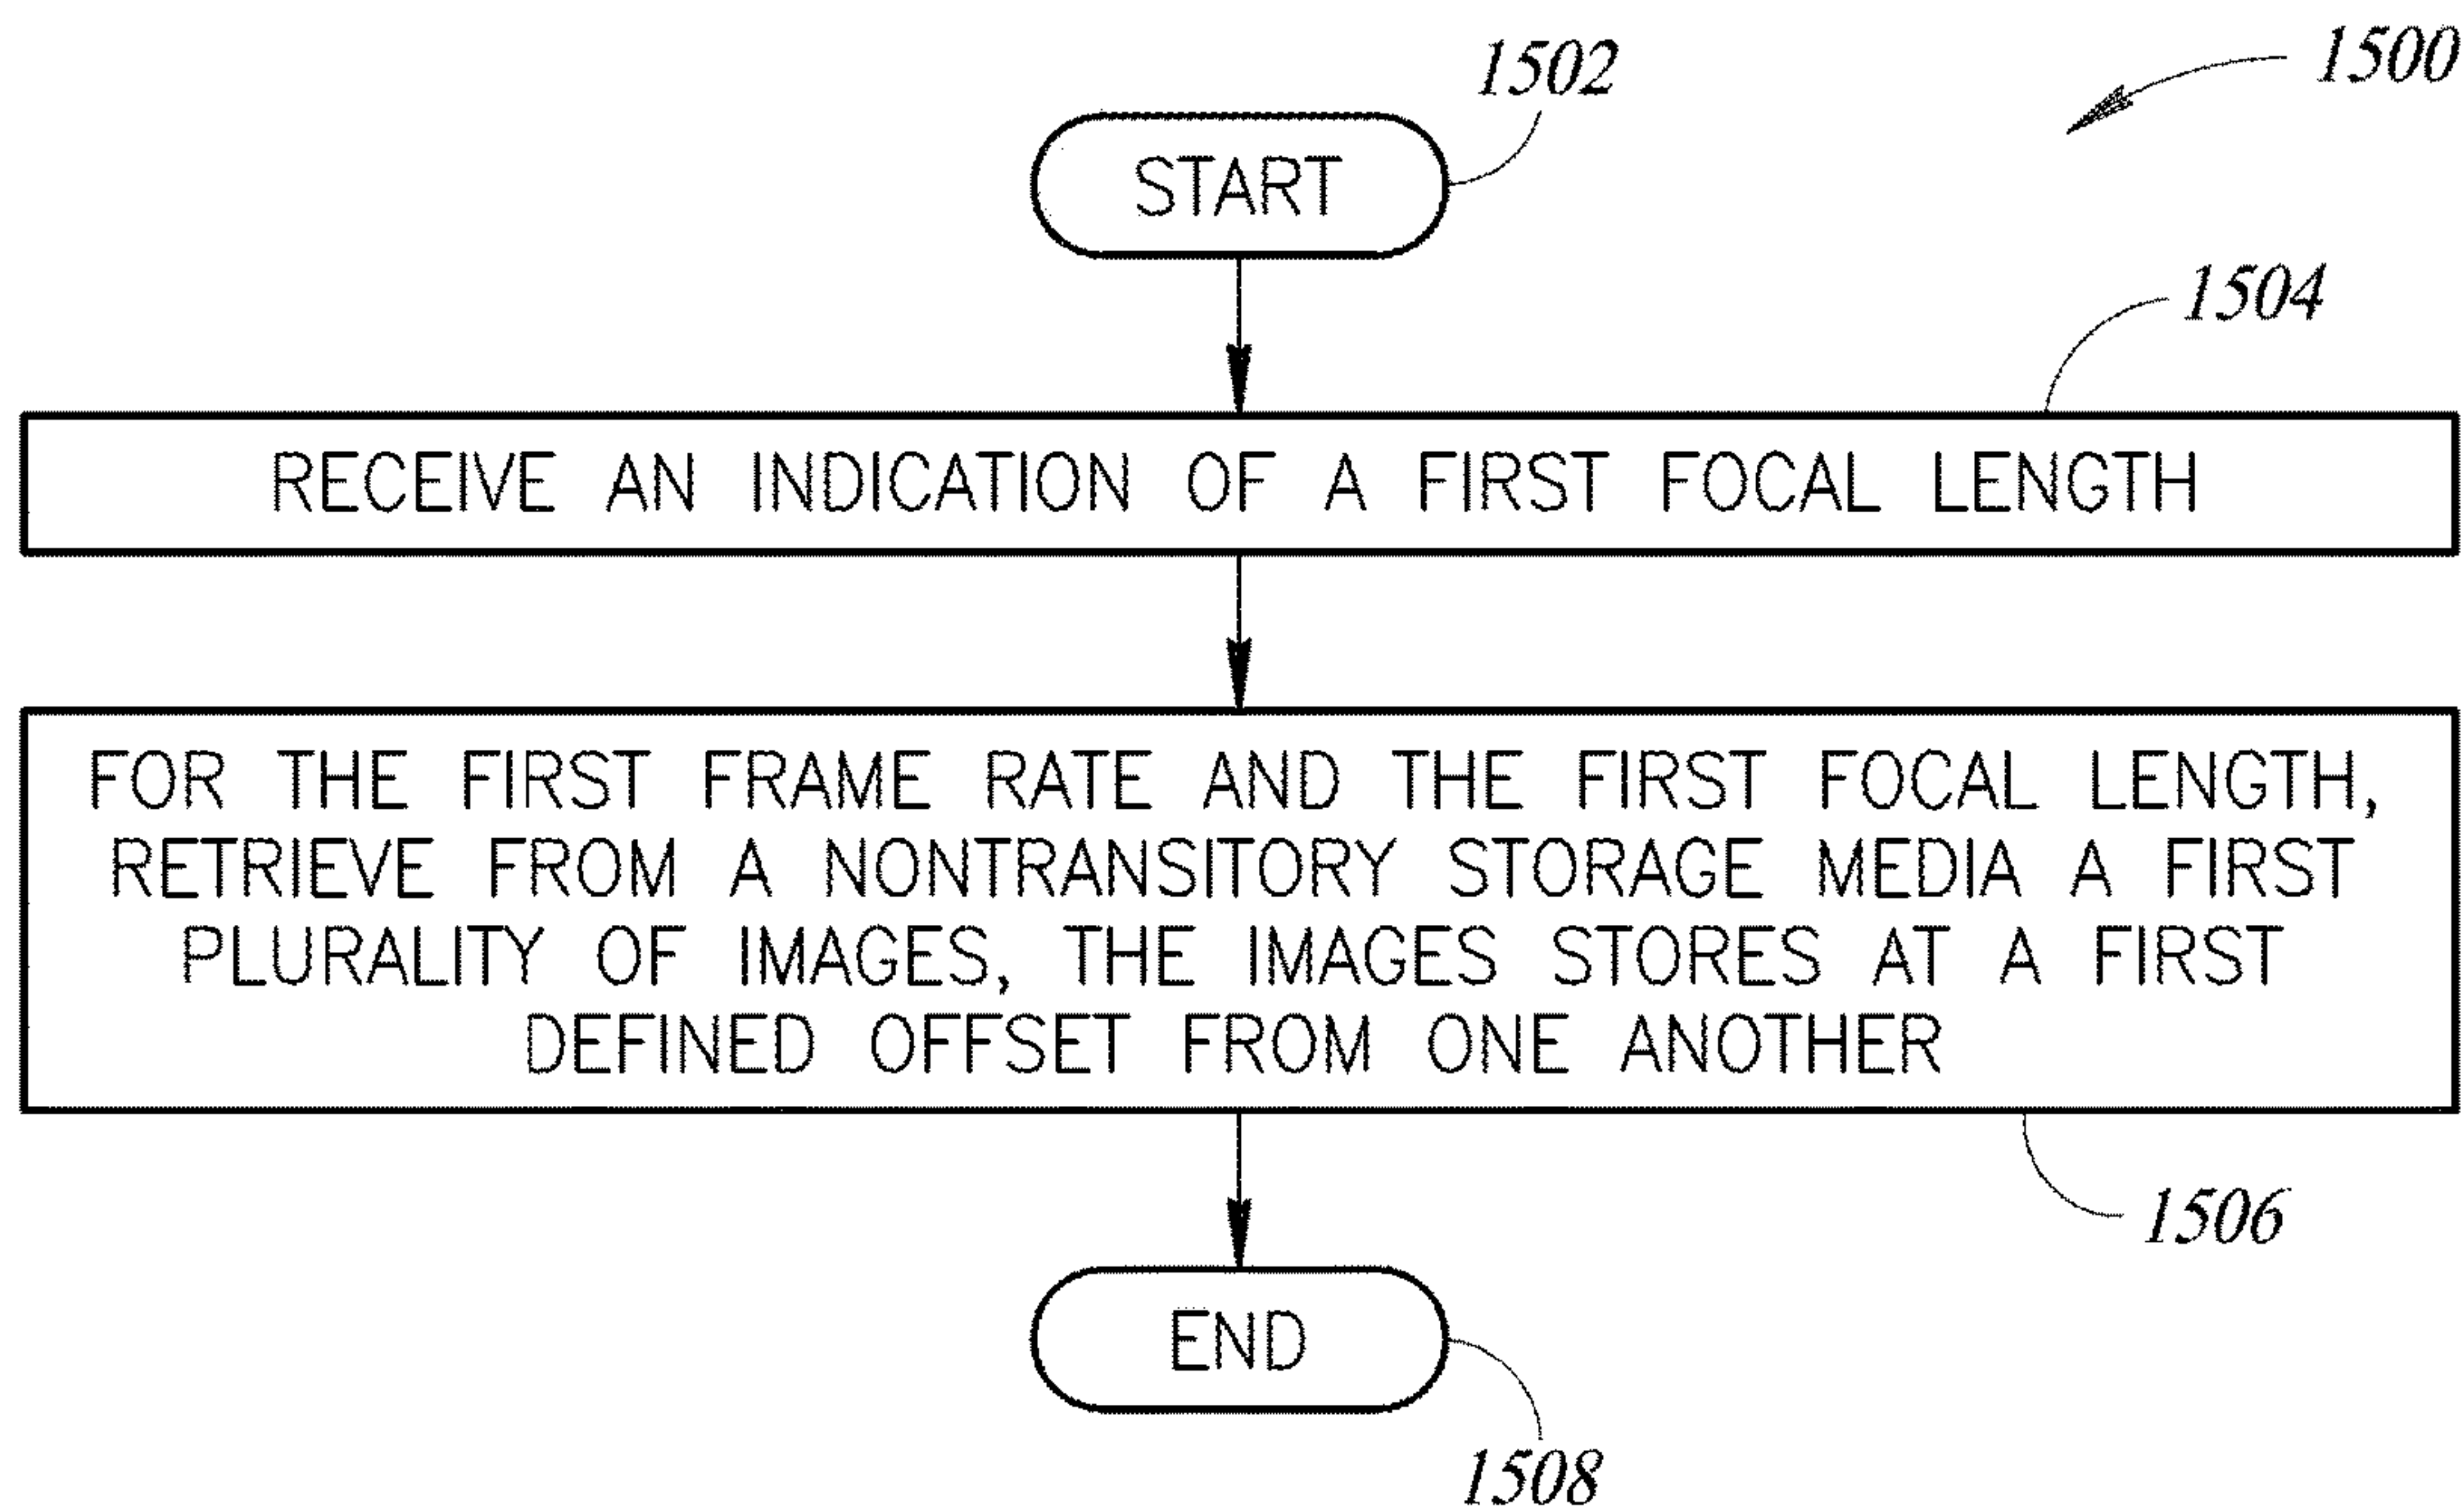 1500
1502
START
1504
RECEIVE AN INDICATION OF A FIRST FOCAL LENGTH
FOR THE FIRST FRAME RATE AND THE FIRST FOCAL LENGTH,
RETRIEVE FROM A NONTRANSITORY STORAGE MEDIA A FIRST
PLURALITY OF IMAGES, THE IMAGES STORES AT A FIRST
DEFINED OFFSET FROM ONE ANOTHER
1506
END
1508